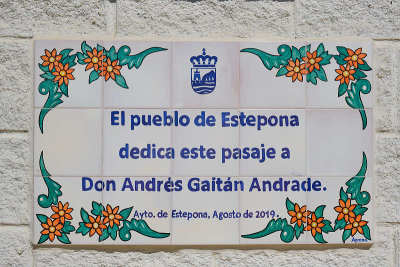 El pueblo de Estepona
dedica este pasaje a
Don Andrés Gaitán Andrade.
Ayto. de Estepona, Agosto de 2019.